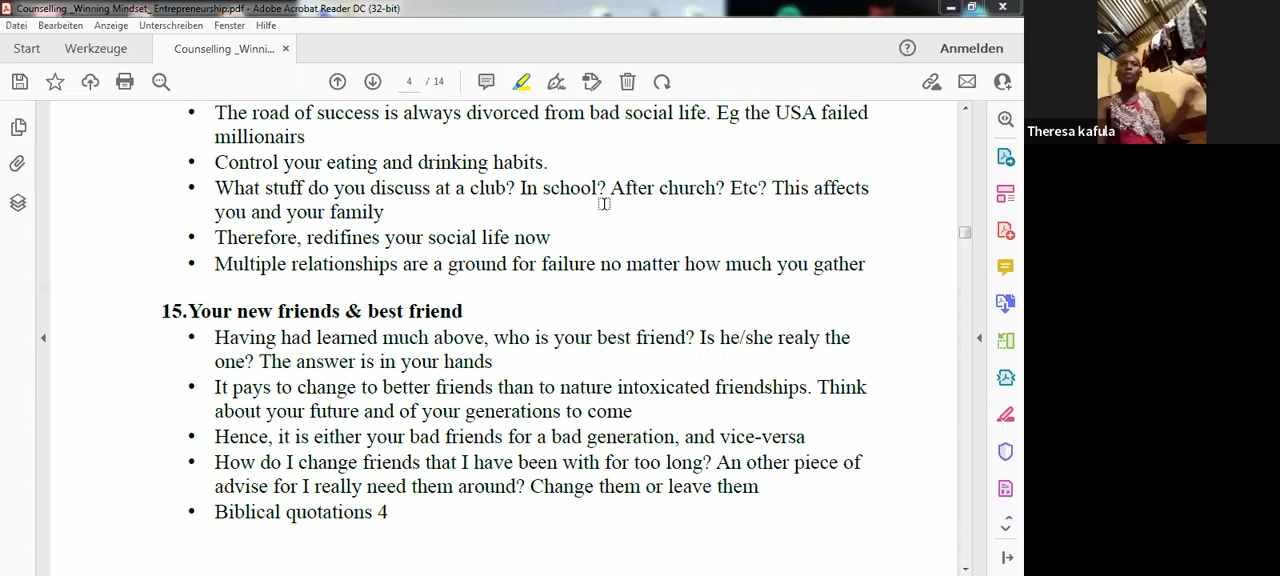 Counselling _Winning Mindset_ Entrepreneurship.pdf - Adobe Acrobat Reader DC (32-bit)
Datei Bearbeiten Anzeige Unterschreiben Fenster Hilfe
Start Werkzeuge Counselling _Winni... × Anmelden
4 / 14
• The road of success is always divorced from bad social life. Eg the USA failed
millionairs
• Control your eating and drinking habits.
• What stuff do you discuss at a club? In school? After church? Etc? This affects
you and your family
• Therefore, redifines your social life now
• Multiple relationships are a ground for failure no matter how much you gather
15.Your new friends & best friend
• Having had learned much above, who is your best friend? Is he/she realy the
one? The answer is in your hands
• It pays to change to better friends than to nature intoxicated friendships. Think
about your future and of your generations to come
• Hence, it is either your bad friends for a bad generation, and vice-versa
• How do I change friends that I have been with for too long? An other piece of
advise for I really need them around? Change them or leave them
• Biblical quotations 4
Theresa kafula